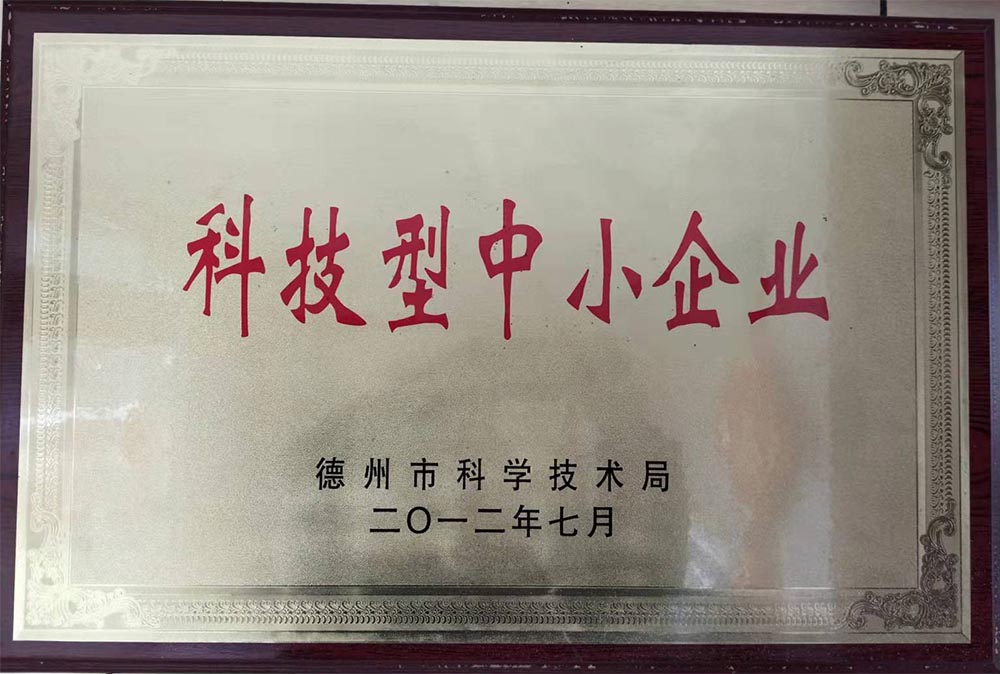 科技型中小企业
德州市科学技术局
二〇一二年七月